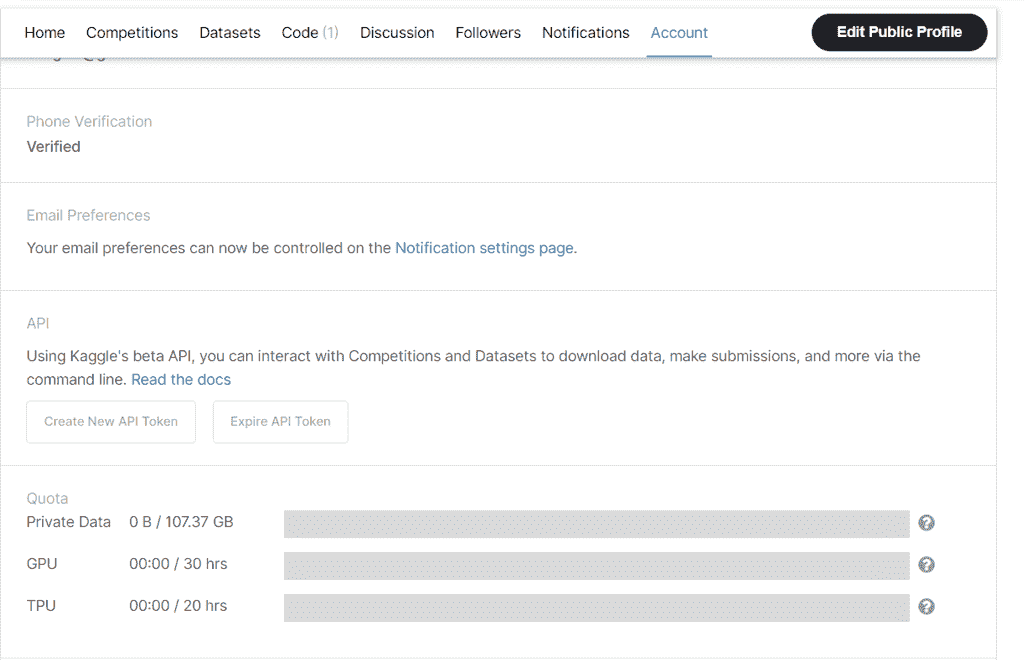 Home Competitions Datasets Code (1) Discussion Followers Notifications Account Edit Public Profile
Phone Verification
Verified
Email Preferences
Your email preferences can now be controlled on the Notification settings page.
API
Using Kaggle's beta API, you can interact with Competitions and Datasets to download data, make submissions, and more via the
command line. Read the docs
Create New API Token Expire API Token
Quota
Private Data 0 B / 107.37 GB
GPU 00:00 / 30 hrs
TPU 00:00 / 20 hrs